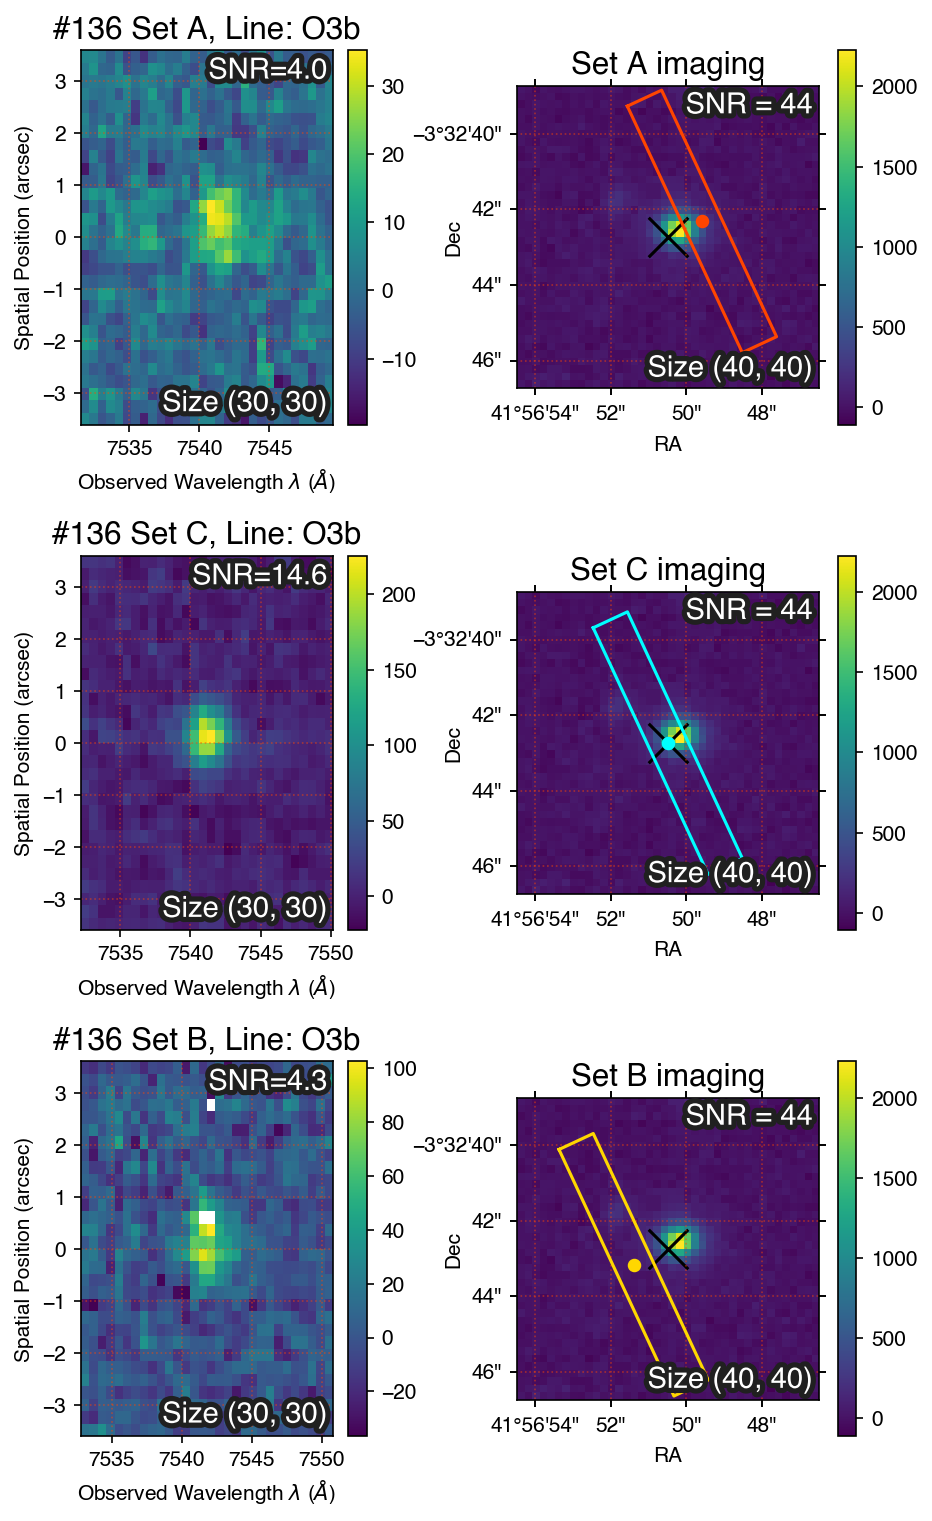 #136 Set A, Line: O3b
SNR=4.0
Size (30, 30)
3
2
1
0
−1
−2
−3
Spatial Position (arcsec)
7535 7540 7545
Observed Wavelength λ (Å)
30
20
10
0
−10
Set A imaging
SNR = 44
Size (40, 40)
−3°32'40"
42"
44"
46"
Dec
41°56'54" 52" 50" 48"
RA
2000
1500
1000
500
0
#136 Set C, Line: O3b
SNR=14.6
Size (30, 30)
3
2
1
0
−1
−2
−3
Spatial Position (arcsec)
7535 7540 7545 7550
Observed Wavelength λ (Å)
200
150
100
50
0
Set C imaging
SNR = 44
Size (40, 40)
−3°32'40"
42"
44"
46"
Dec
41°56'54" 52" 50" 48"
RA
2000
1500
1000
500
0
#136 Set B, Line: O3b
SNR=4.3
Size (30, 30)
3
2
1
0
−1
−2
−3
Spatial Position (arcsec)
7535 7540 7545 7550
Observed Wavelength λ (Å)
100
80
60
40
20
0
−20
Set B imaging
SNR = 44
Size (40, 40)
−3°32'40"
42"
44"
46"
Dec
41°56'54" 52" 50" 48"
RA
2000
1500
1000
500
0